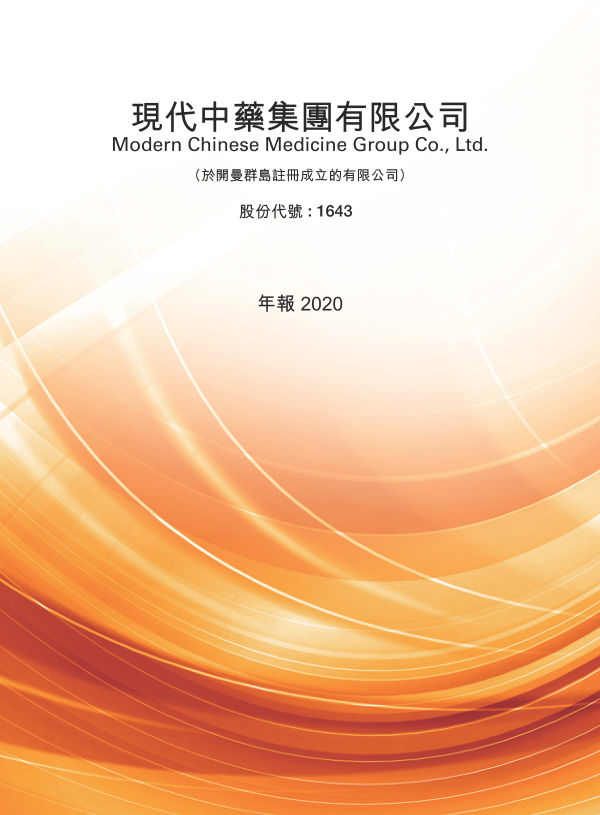 現代中藥集團有限公司
Modern Chinese Medicine Group Co., Ltd.
（於開曼群島註冊成立的有限公司）
股份代號 : 1643
年報 2020